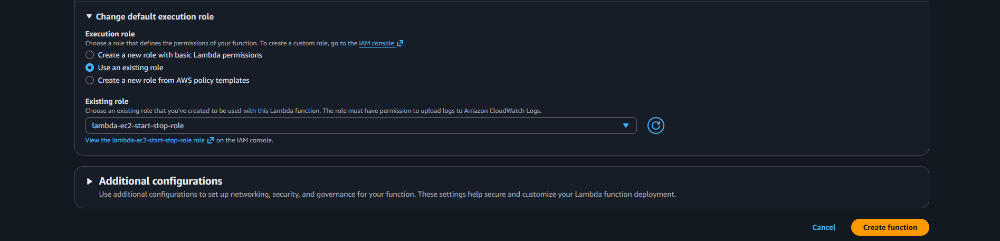 Change default execution role
Execution role
Choose a role that defines the permissions of your function. To create a custom role, go to the IAM console .
Create a new role with basic Lambda permissions
Use an existing role
Create a new role from AWS policy templates
Existing role
Choose an existing role that you've created to be used with this Lambda function. The role must have permission to upload logs to Amazon CloudWatch Logs.
lambda-ec2-start-stop-role
View the lambda-ec2-start-stop-role role on the IAM console.
Additional configurations
Use additional configurations to set up networking, security, and governance for your function. These settings help secure and customize your Lambda function deployment.
Cancel Create function